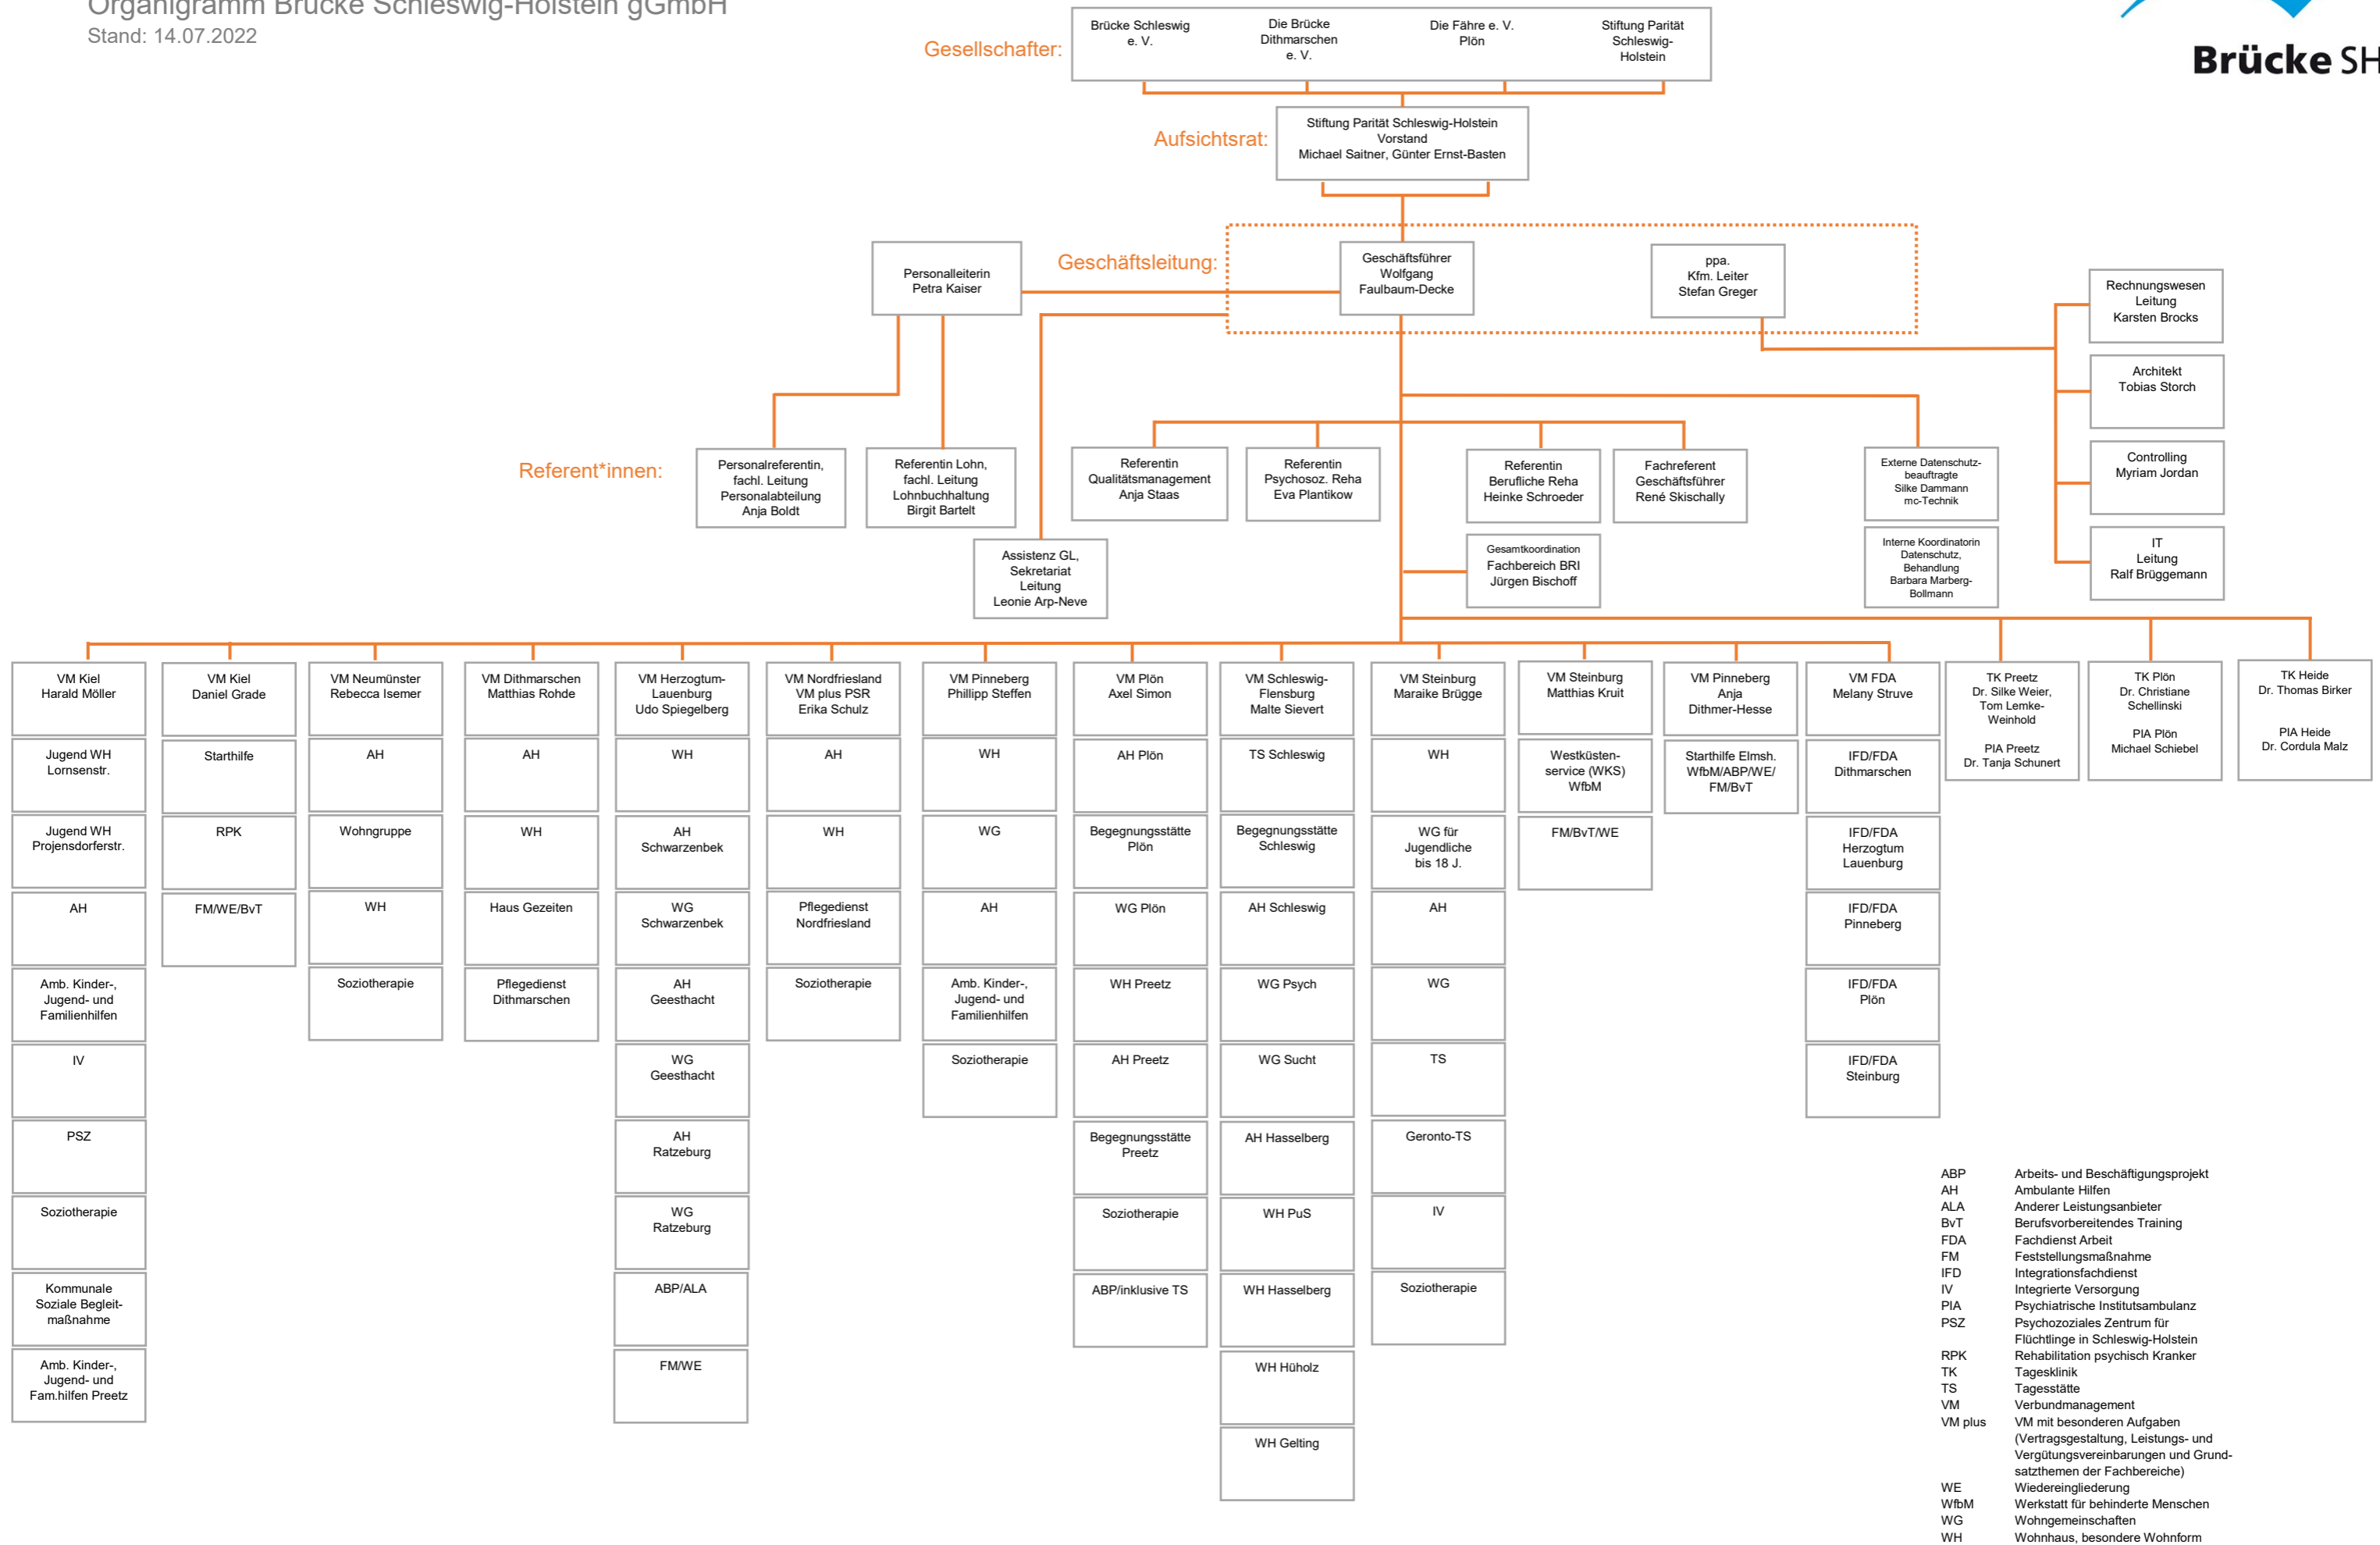 Organigramm Brücke Schleswig-Holstein gGmbH
Stand: 14.07.2022
Brücke SH
Gesellschafter:
Brücke Schleswig
e. V.
Die Brücke
Dithmarschen
e. V.
Die Fähre e. V.
Plön
Stiftung Parität
Schleswig-
Holstein
Aufsichtsrat:
Stiftung Parität Schleswig-Holstein
Vorstand
Michael Saitner, Günter Ernst-Basten
Geschäftsleitung:
Personalleiterin
Petra Kaiser
Geschäftsführer
Wolfgang
Faulbaum-Decke
ppa.
Kfm. Leiter
Stefan Greger
Rechnungswesen
Leitung
Karsten Brocks
Architekt
Tobias Storch
Controlling
Myriam Jordan
IT
Leitung
Ralf Brüggemann
Referent*innen:
Personalreferentin,
fachl. Leitung
Personalabteilung
Anja Boldt
Referentin Lohn,
fachl. Leitung
Lohnbuchhaltung
Birgit Bartelt
Referentin
Qualitätsmanagement
Anja Staas
Referentin
Psychosoz. Reha
Eva Plantikow
Referentin
Berufliche Reha
Heinke Schroeder
Fachreferent
Geschäftsführer
René Skischally
Externe Datenschutz-
beauftragte
Silke Dammann
mc-Technik
Assistenz GL,
Sekretariat
Leitung
Leonie Arp-Neve
Gesamtkoordination
Fachbereich BRI
Jürgen Bischoff
Interne Koordinatorin
Datenschutz,
Behandlung
Barbara Marberg-
Bollmann
VM Kiel
Harald Möller
Jugend WH
Lornsenstr.
Jugend WH
Projensdorferstr.
AH
Amb. Kinder-,
Jugend- und
Familienhilfen
IV
PSZ
Soziotherapie
Kommunale
Soziale Begleit-
maßnahme
Amb. Kinder-,
Jugend- und
Fam.hilfen Preetz
VM Kiel
Daniel Grade
Starthilfe
RPK
FM/WE/BvT
VM Neumünster
Rebecca Isemer
AH
Wohngruppe
WH
Soziotherapie
VM Dithmarschen
Matthias Rohde
AH
WH
Haus Gezeiten
Pflegedienst
Dithmarschen
VM Herzogtum-
Lauenburg
Udo Spiegelberg
WH
AH
Schwarzenbek
WG
Schwarzenbek
AH
Geesthacht
WG
Geesthacht
AH
Ratzeburg
WG
Ratzeburg
ABP/ALA
FM/WE
VM Nordfriesland
VM plus PSR
Erika Schulz
AH
WH
Pflegedienst
Nordfriesland
Soziotherapie
VM Pinneberg
Phillipp Steffen
WH
WG
AH
Amb. Kinder-,
Jugend- und
Familienhilfen
Soziotherapie
VM Plön
Axel Simon
AH Plön
Begegnungsstätte
Plön
WG Plön
WH Preetz
AH Preetz
Begegnungsstätte
Preetz
Soziotherapie
ABP/inklusive TS
VM Schleswig-
Flensburg
Malte Sievert
TS Schleswig
Begegnungsstätte
Schleswig
AH Schleswig
WG Psych
WG Sucht
AH Hasselberg
WH PuS
WH Hasselberg
WH Hüholz
WH Gelting
VM Steinburg
Maraike Brügge
WH
WG für
Jugendliche
bis 18 J.
AH
WG
TS
Geronto-TS
IV
Soziotherapie
VM Steinburg
Matthias Kruit
Westküsten-
service (WKS)
WfbM
FM/BvT/WE
VM Pinneberg
Anja
Dithmer-Hesse
Starthilfe Elmsh.
WfbM/ABP/WE/
FM/BvT
VM FDA
Melany Struve
IFD/FDA
Dithmarschen
IFD/FDA
Herzogtum
Lauenburg
IFD/FDA
Pinneberg
IFD/FDA
Plön
IFD/FDA
Steinburg
TK Preetz
Dr. Silke Weier,
Tom Lemke-
Weinhold
PIA Preetz
Dr. Tanja Schunert
TK Plön
Dr. Christiane
Schellinski
PIA Plön
Michael Schiebel
TK Heide
Dr. Thomas Birker
PIA Heide
Dr. Cordula Malz
ABP Arbeits- und Beschäftigungsprojekt
AH Ambulante Hilfen
ALA Anderer Leistungsanbieter
BvT Berufsvorbereitendes Training
FDA Fachdienst Arbeit
FM Feststellungsmaßnahme
IFD Integrationsfachdienst
IV Integrierte Versorgung
PIA Psychiatrische Institutsambulanz
PSZ Psychozoziales Zentrum für
Flüchtlinge in Schleswig-Holstein
RPK Rehabilitation psychisch Kranker
TK Tagesklinik
TS Tagesstätte
VM Verbundmanagement
VM plus VM mit besonderen Aufgaben
(Vertragsgestaltung, Leistungs- und
Vergütungsvereinbarungen und Grund-
satzthemen der Fachbereiche)
WE Wiedereingliederung
WfbM Werkstatt für behinderte Menschen
WG Wohngemeinschaften
WH Wohnhaus, besondere Wohnform